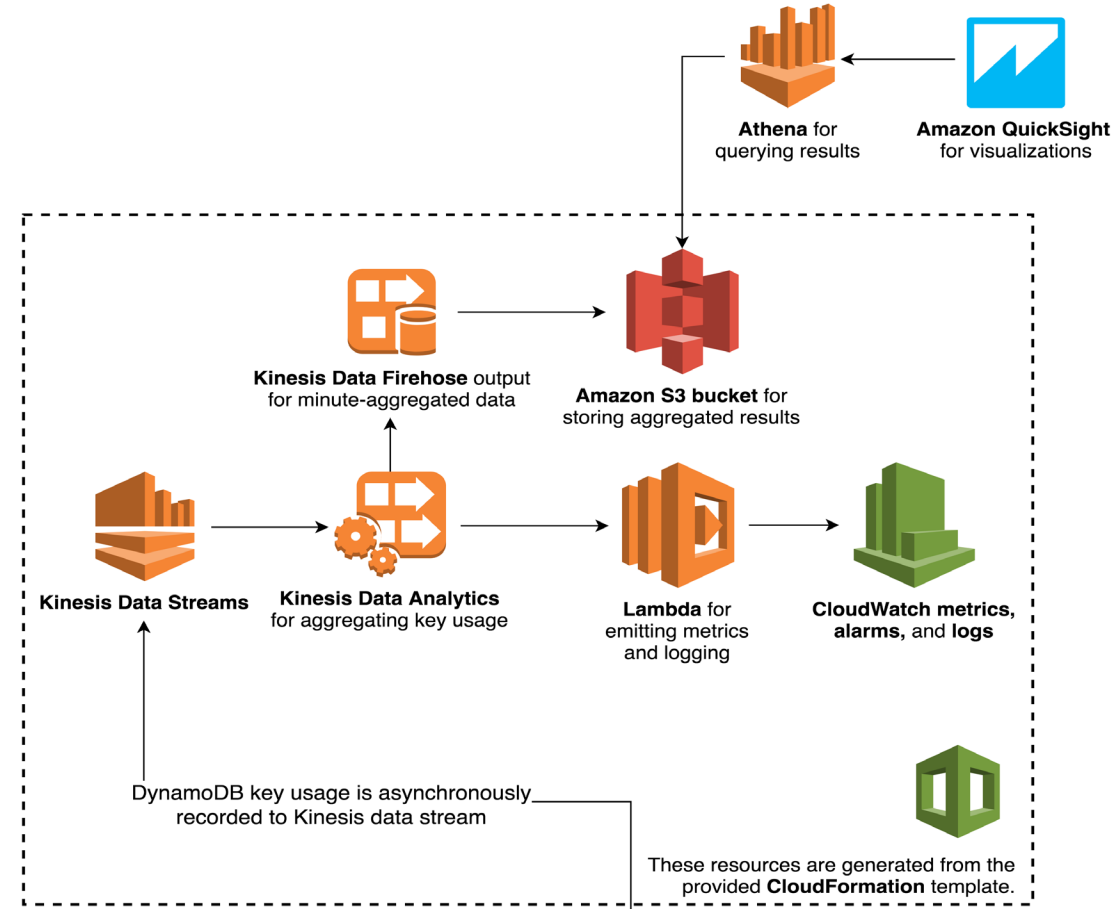 Athena for
querying results
Amazon QuickSight
for visualizations
Kinesis Data Firehose output
for minute-aggregated data
Amazon S3 bucket for
storing aggregated results
Kinesis Data Streams
Kinesis Data Analytics
for aggregating key usage
Lambda for
emitting metrics
and logging
CloudWatch metrics,
alarms, and logs
DynamoDB key usage is asynchronously
recorded to Kinesis data stream
These resources are generated from the
provided CloudFormation template.